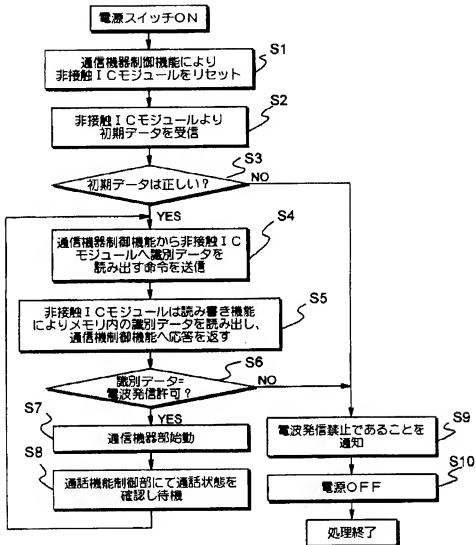 電源スイッチON
S1
通信機器制御機能により
非接触ICモジュールをリセット
S2
非接触ICモジュールより
初期データを受信
S3
初期データは正しい?
NO
YES
S4
通信機器制御機能から非接触IC
モジュールへ識別データを
読み出す命令を送信
S5
非接触ICモジュールは読み書き機能
によりメモリ内の識別データを読み出し、
通信機制御機能へ応答を返す
S6
識別データ=
電波発信許可?
NO
YES
S7
通信機器部始動
S8
通話機能制御部にて通話状態を
確認し待機
S9
電波発信禁止であることを
通知
S10
電源OFF
処理終了